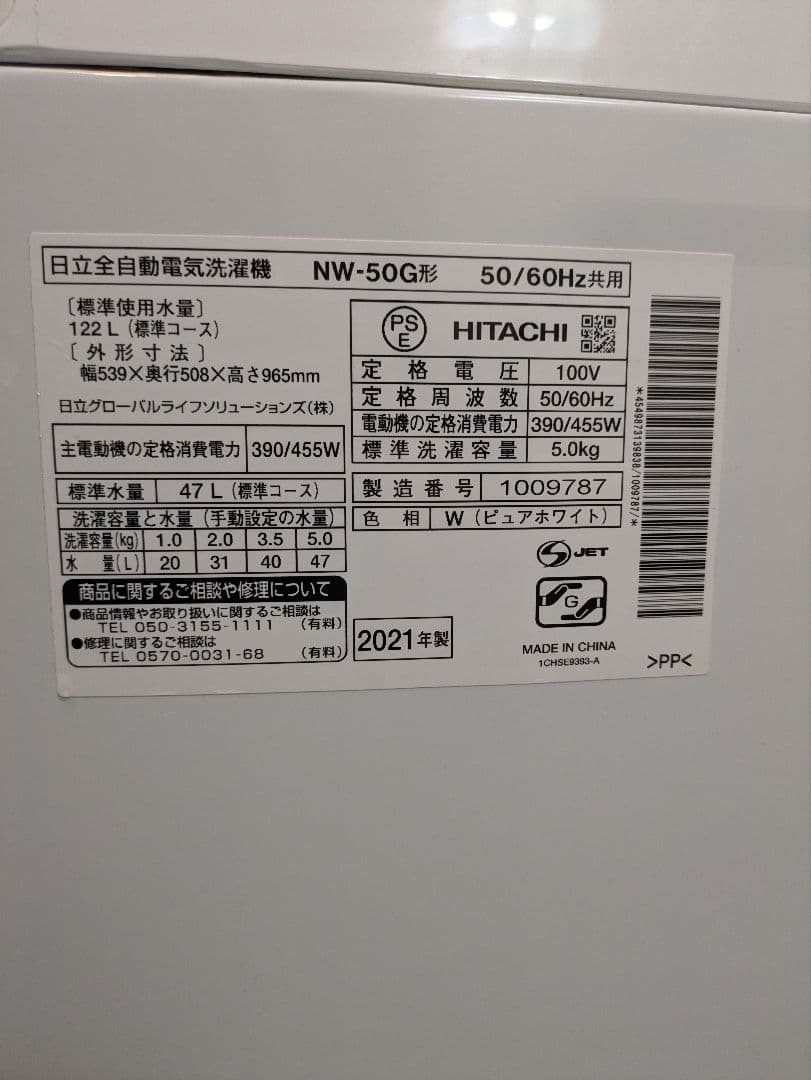 日立全自動電気洗濯機 NW-50G形 50/60Hz共用
〔標準使用水量〕
122 L (標準コース)
〔外形寸法〕
幅539×奥行508×高さ965mm
日立グローバルライフソリューションズ(株)
主電動機の定格消費電力 390/455W
標準水量 47 L (標準コース)
洗濯容量と水量 (手動設定の水量)
洗濯容量(kg) 1.0 2.0 3.5 5.0
水量(L) 20 31 40 47
商品に関するご相談や修理について
●商品情報やお取り扱いに関するご相談は
TEL 050-3155-1111 (有料)
●修理に関するご相談は
TEL 0570-0031-68 (有料)
PS
E
HITACHI
定格電圧 100V
定格周波数 50/60Hz
電動機の定格消費電力 390/455W
標準洗濯容量 5.0kg
製造番号 1009787
色相 W (ピュアホワイト)
S JET
G
2021年製
MADE IN CHINA
1CHSE9393-A
>PP<
*4549873139838/1009787/*